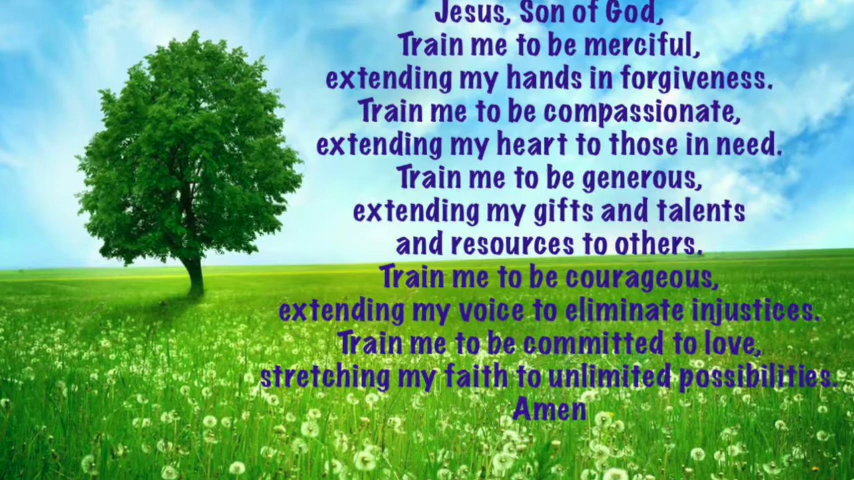 Jesus, Son of God,
Train me to be merciful,
extending my hands in forgiveness.
Train me to be compassionate,
extending my heart to those in need.
Train me to be generous,
extending my gifts and talents
and resources to others.
Train me to be courageous,
extending my voice to eliminate injustices.
Train me to be committed to love,
stretching my faith to unlimited possibilities.
Amen